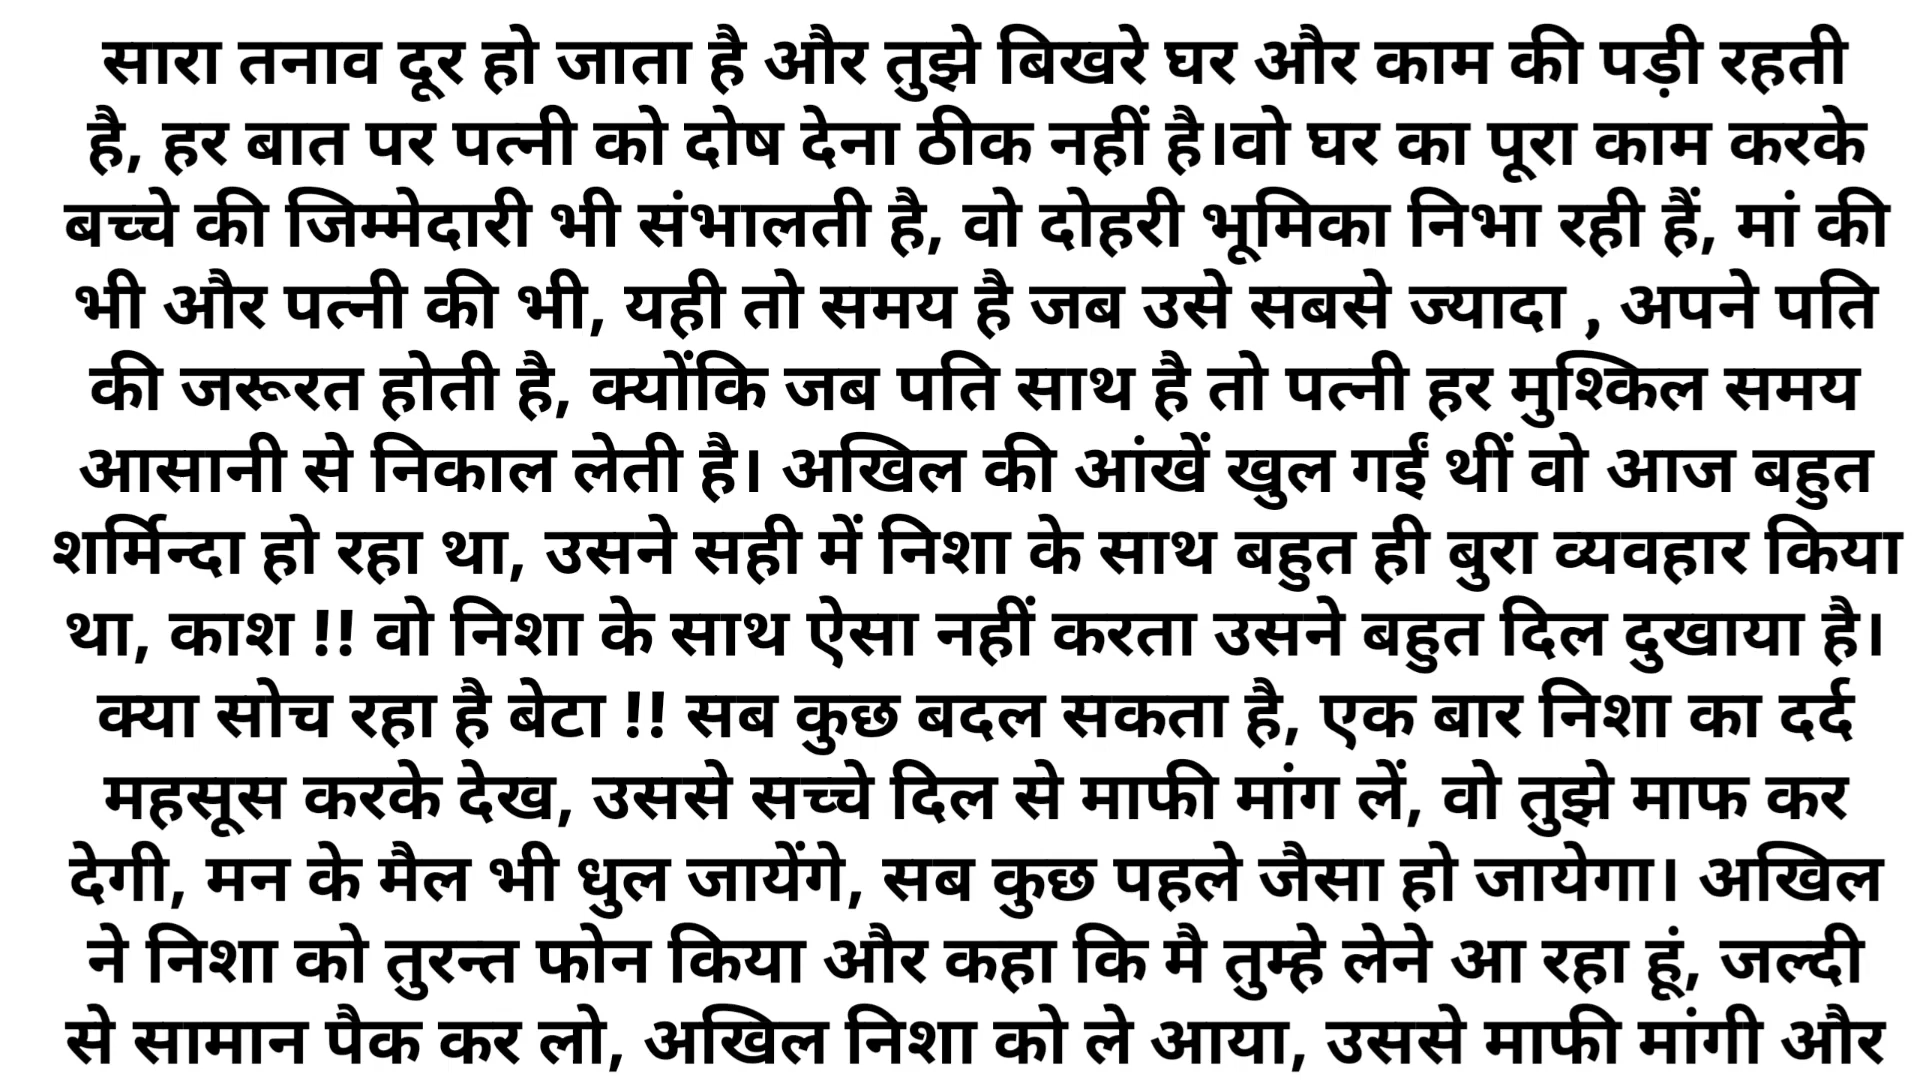 सारा तनाव दूर हो जाता है और तुझे बिखरे घर और काम की पड़ी रहती
है, हर बात पर पत्नी को दोष देना ठीक नहीं है।वो घर का पूरा काम करके
बच्चे की जिम्मेदारी भी संभालती है, वो दोहरी भूमिका निभा रही हैं, मां की
भी और पत्नी की भी, यही तो समय है जब उसे सबसे ज्यादा , अपने पति
की जरूरत होती है, क्योंकि जब पति साथ है तो पत्नी हर मुश्किल समय
आसानी से निकाल लेती है। अखिल की आंखें खुल गईं थीं वो आज बहुत
शर्मिन्दा हो रहा था, उसने सही में निशा के साथ बहुत ही बुरा व्यवहार किया
था, काश !! वो निशा के साथ ऐसा नहीं करता उसने बहुत दिल दुखाया है।
क्या सोच रहा है बेटा !! सब कुछ बदल सकता है, एक बार निशा का दर्द
महसूस करके देख, उससे सच्चे दिल से माफी मांग लें, वो तुझे माफ कर
देगी, मन के मैल भी धुल जायेंगे, सब कुछ पहले जैसा हो जायेगा। अखिल
ने निशा को तुरन्त फोन किया और कहा कि मै तुम्हे लेने आ रहा हूं, जल्दी
से सामान पैक कर लो, अखिल निशा को ले आया, उससे माफी मांगी और